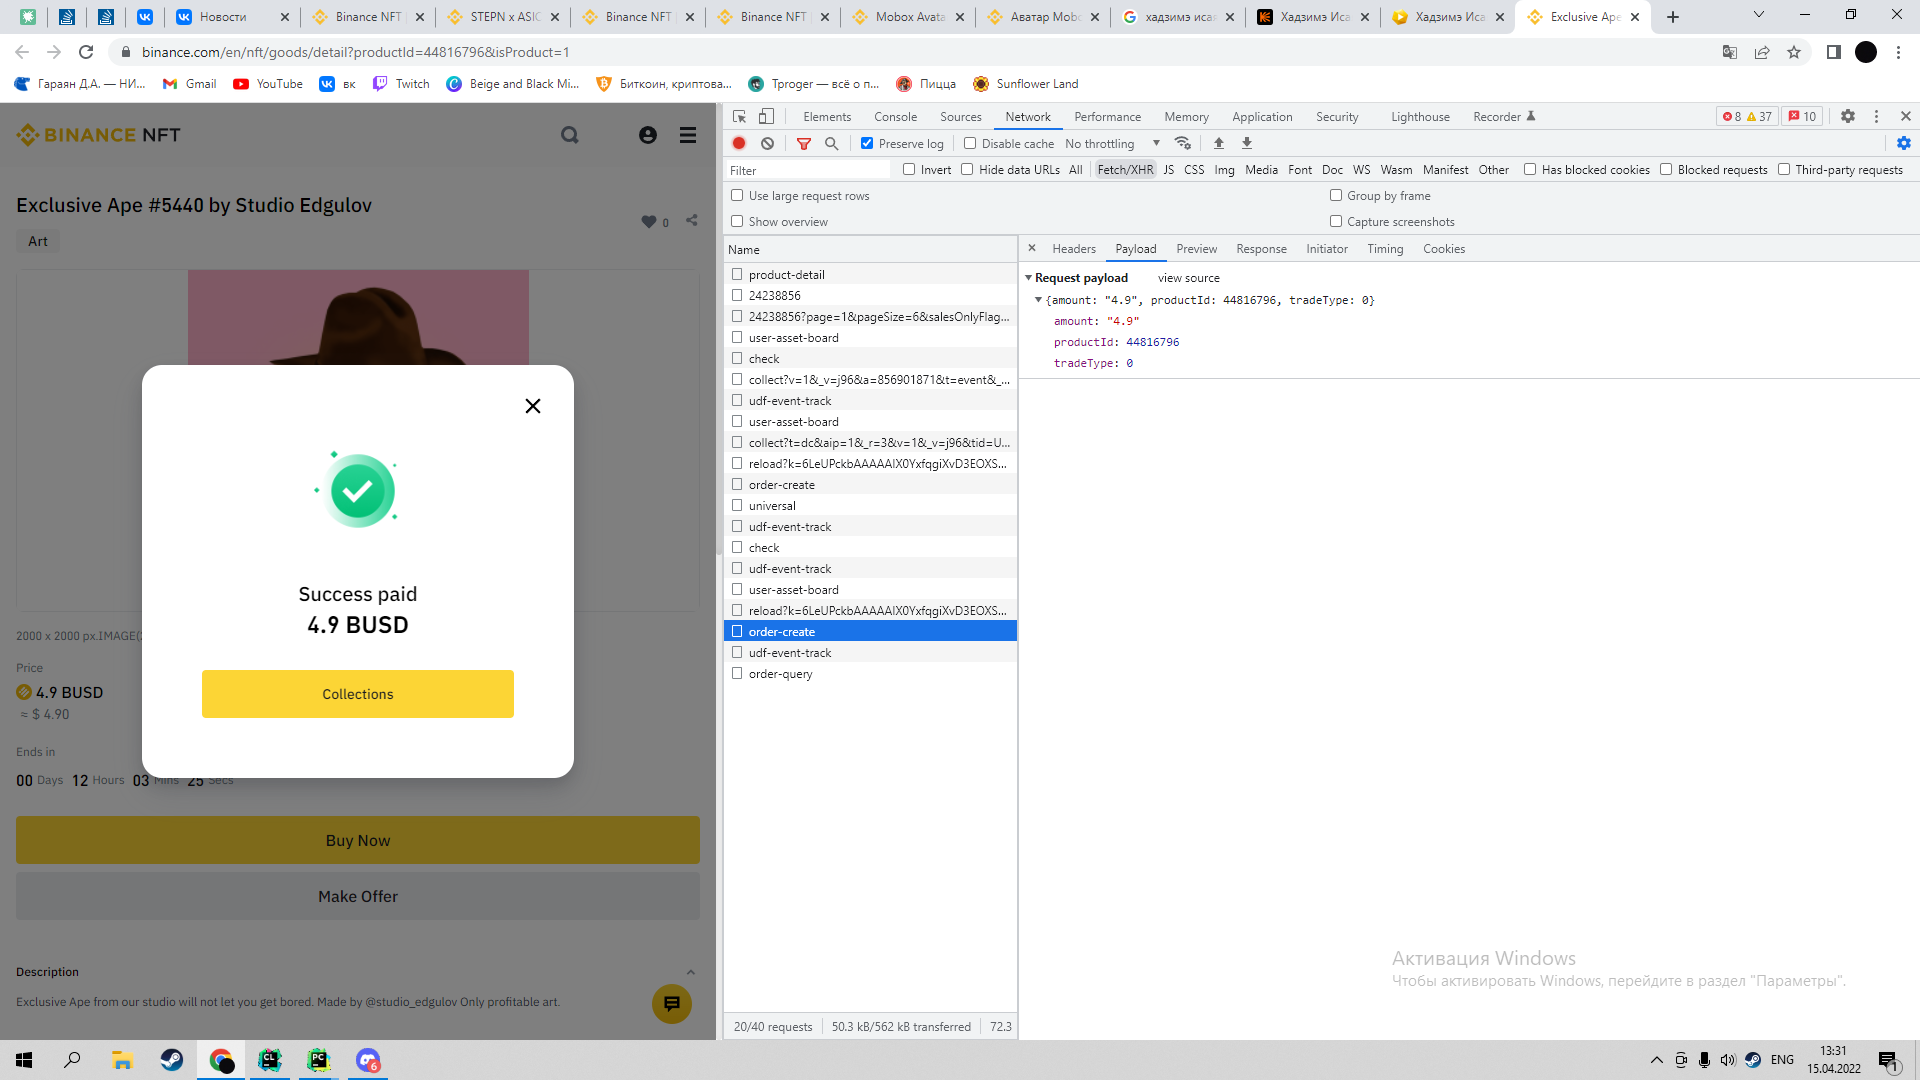 Новости
Binance NFT
STEPN x ASIC
Binance NFT
Binance NFT
Mobox Avata
Аватар Mobo
хадзимэ иса
Хадзимэ Иса
Хадзимэ Иса
Exclusive Ape
binance.com/en/nft/goods/detail?productId=44816796&isProduct=1
Гараян Д.А. — НИ...
Gmail
YouTube
вк
Twitch
Beige and Black Mi...
Биткоин, криптова...
Tproger — всё о п...
Пицца
Sunflower Land
BINANCE NFT
Exclusive Ape #5440 by Studio Edgulov
0
Art
2000 x 2000 px.IMAGE(
Price
4.9 BUSD
≈ $ 4.90
Ends in
00 Days 12 Hours 03 Mins 25 Secs
Success paid
4.9 BUSD
Collections
Buy Now
Make Offer
Description
Exclusive Ape from our studio will not let you get bored. Made by @studio_edgulov Only profitable art.
Elements Console Sources Network Performance Memory Application Security Lighthouse Recorder
8 37 10
Preserve log Disable cache No throttling
Filter
Invert Hide data URLs All Fetch/XHR JS CSS Img Media Font Doc WS Wasm Manifest Other Has blocked cookies Blocked requests Third-party requests
Use large request rows Group by frame
Show overview Capture screenshots
Name
product-detail
24238856
24238856?page=1&pageSize=6&salesOnlyFlag...
user-asset-board
check
collect?v=1&_v=j96&a=856901871&t=event&_...
udf-event-track
user-asset-board
collect?t=dc&aip=1&_r=3&v=1&_v=j96&tid=U...
reload?k=6LeUPckbAAAAAIX0YxfqgiXvD3EOXS...
order-create
universal
udf-event-track
check
udf-event-track
user-asset-board
reload?k=6LeUPckbAAAAAIX0YxfqgiXvD3EOXS...
order-create
udf-event-track
order-query
20/40 requests 50.3 kB/562 kB transferred 72.3
Headers Payload Preview Response Initiator Timing Cookies
Request payload view source
{amount: "4.9", productId: 44816796, tradeType: 0}
amount: "4.9"
productId: 44816796
tradeType: 0
Активация Windows
Чтобы активировать Windows, перейдите в раздел "Параметры".
CL
PC
6
ENG
13:31
15.04.2022
1